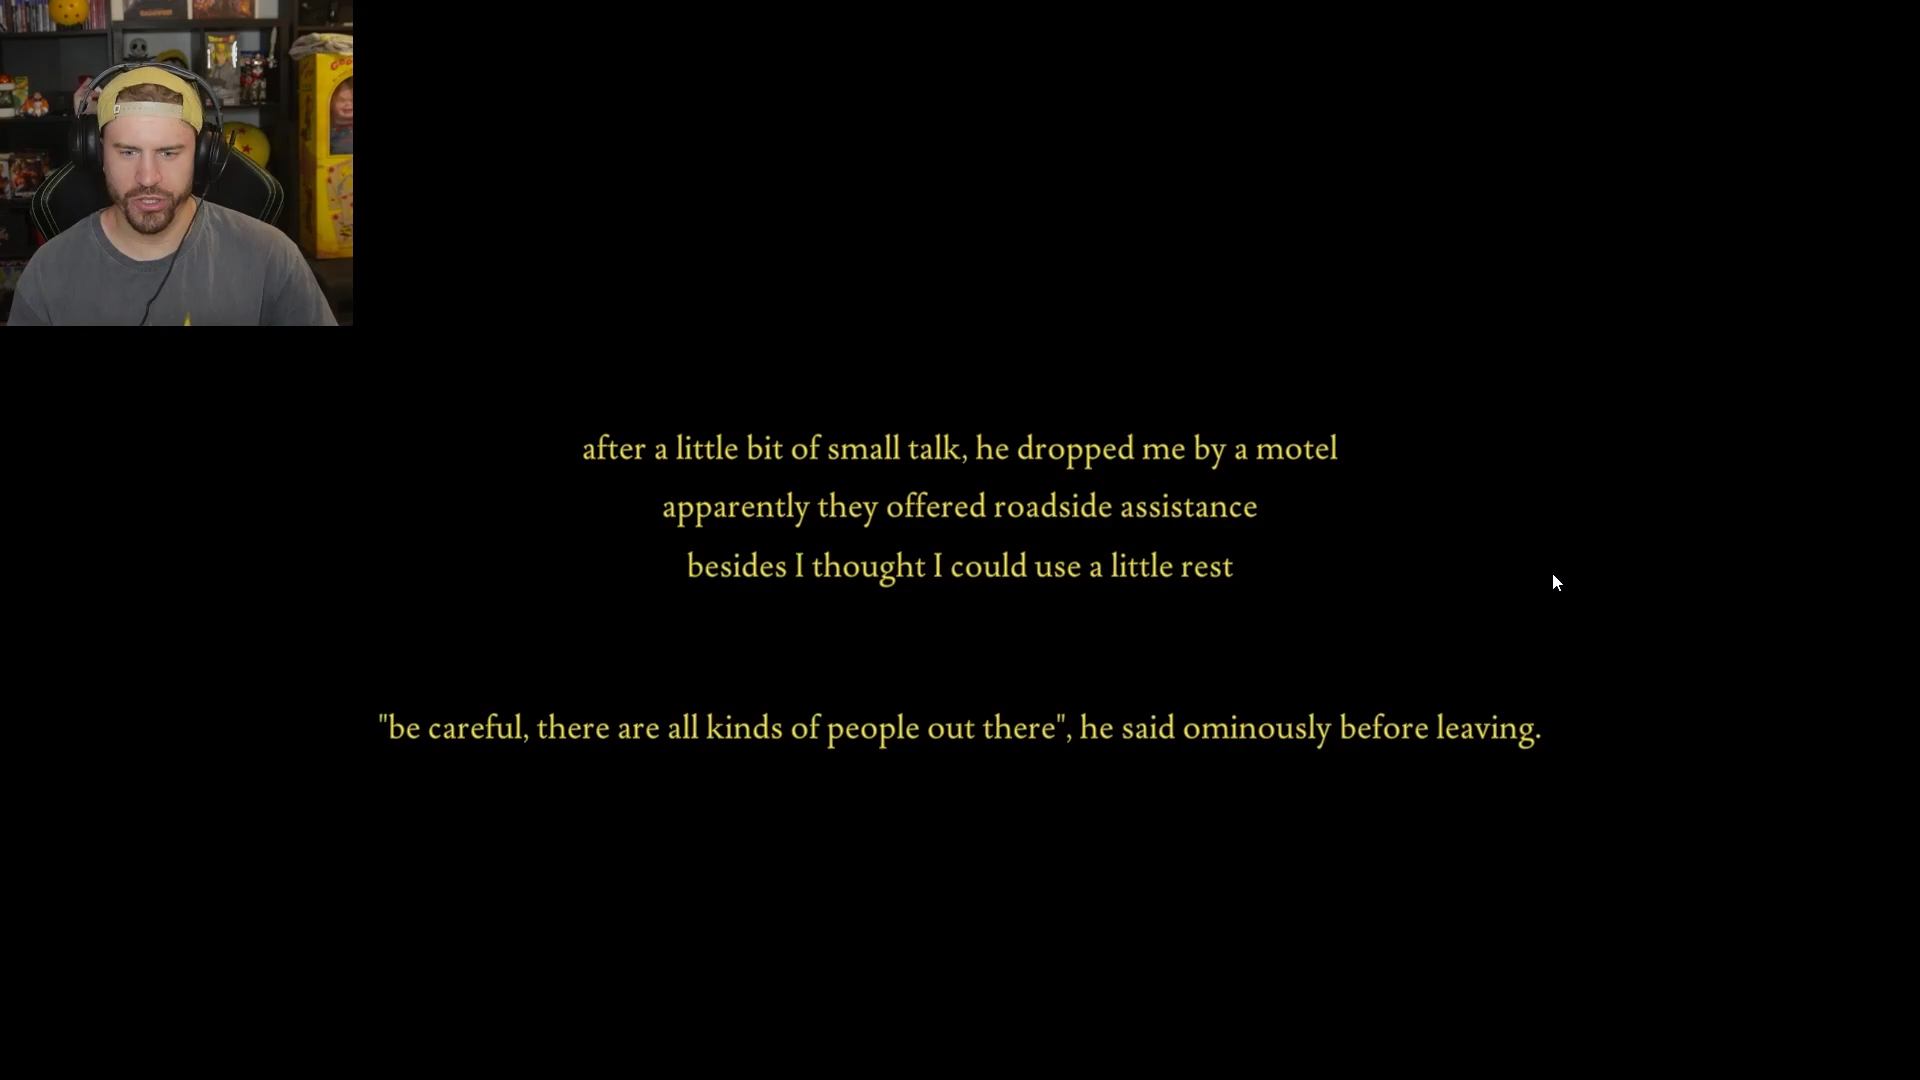 after a little bit of small talk, he dropped me by a motel
apparently they offered roadside assistance
besides I thought I could use a little rest
"be careful, there are all kinds of people out there", he said ominously before leaving.